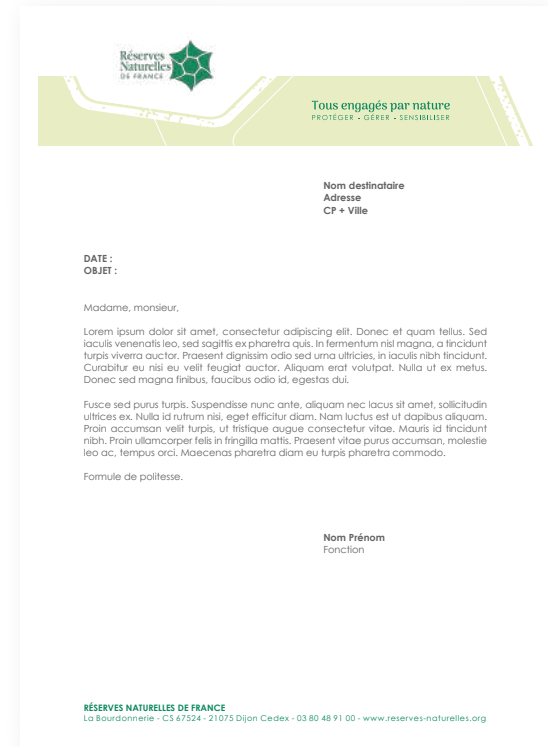 Réserves
Naturelles
DE FRANCE
Tous engagés par nature
PROTÉGER - GÉRER - SENSIBILISER
Nom destinataire
Adresse
CP + Ville
DATE :
OBJET :
Madame, monsieur,
Lorem ipsum dolor sit amet, consectetur adipiscing elit. Donec et quam tellus. Sed
iaculis venenatis leo, sed sagittis ex pharetra quis. In fermentum nisl magna, a tincidunt
turpis viverra auctor. Praesent dignissim odio sed urna ultricies, in iaculis nibh tincidunt.
Curabitur eu nisi eu velit feugiat auctor. Aliquam erat volutpat. Nulla ut ex metus.
Donec sed magna finibus, faucibus odio id, egestas dui.
Fusce sed purus turpis. Suspendisse nunc ante, aliquam nec lacus sit amet, sollicitudin
ultrices ex. Nulla id rutrum nisi, eget efficitur diam. Nam luctus est ut dapibus aliquam.
Proin accumsan velit turpis, ut tristique augue consectetur vitae. Mauris id tincidunt
nibh. Proin ullamcorper felis in fringilla mattis. Praesent vitae purus accumsan, molestie
leo ac, tempus orci. Maecenas pharetra diam eu turpis pharetra commodo.
Formule de politesse.
Nom Prénom
Fonction
RÉSERVES NATURELLES DE FRANCE
La Bourdonnerie - CS 67524 - 21075 Dijon Cedex - 03 80 48 91 00 - www.reserves-naturelles.org